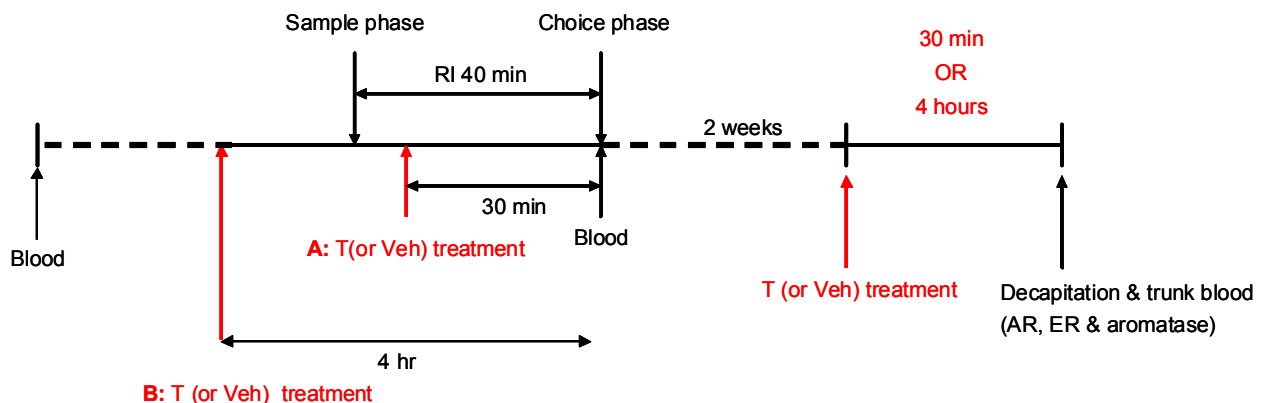 Sample phase
Choice phase
30 min
OR
4 hours
RI 40 min
2 weeks
30 min
A: T(or Veh) treatment
Blood
Blood
T (or Veh) treatment
Decapitation & trunk blood
(AR, ER & aromatase)
4 hr
B: T (or Veh) treatment